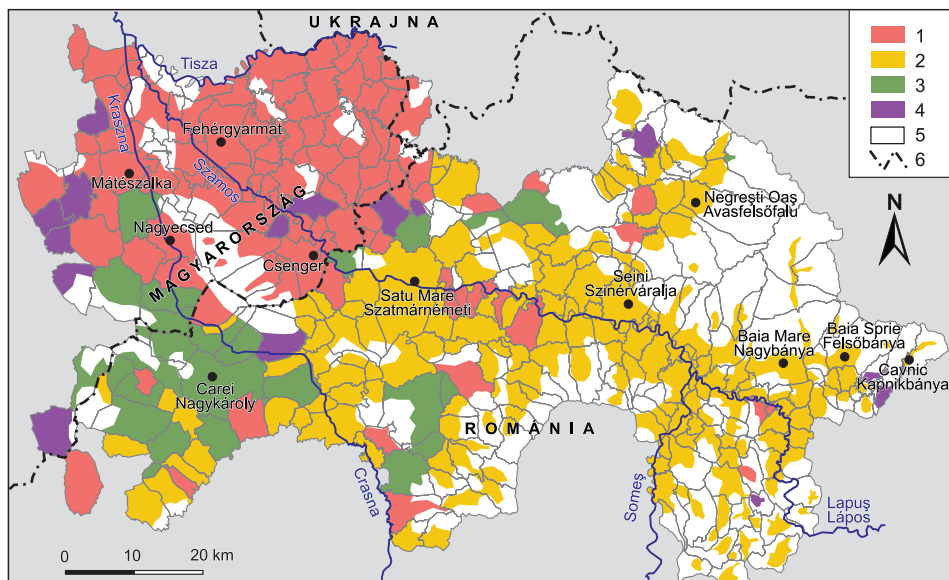 UKRAJNA
1
2
3
4
5
6
Tisza
Kraszna
Fehérgyarmat
Szamos
Mátészalka
N
Negrești Oaș
Avasfelsőfalu
Nagyecsed
MAGYARORSZÁG
Csenger
Satu Mare
Szatmárnémeti
Seini
Szinérváralja
Baia Mare
Nagybánya
Baia Sprie
Felsőbánya
Cavnic
Kapnikbánya
Carei
Nagykároly
ROMÁNIA
Crasna
Someș
Lapuș
Lápos
0 10 20 km